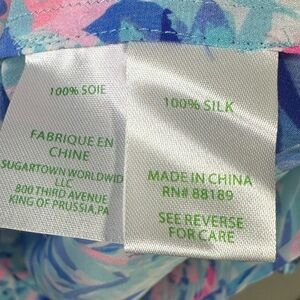 100% SOIE
FABRIQUE EN
CHINE
SUGARTOWN WORLDWID
LLC
800 THIRD AVENUE
KING OF PRUSSIA,PA
100% SILK
MADE IN CHINA
RN# 88189
SEE REVERSE
FOR CARE